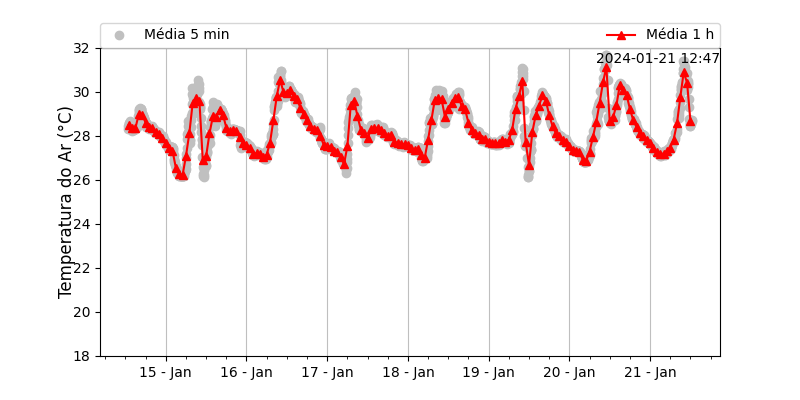 Média 5 min
Média 1 h
2024-01-21 12:47
Temperatura do Ar (°C)
32
30
28
26
24
22
20
18
15 - Jan
16 - Jan
17 - Jan
18 - Jan
19 - Jan
20 - Jan
21 - Jan